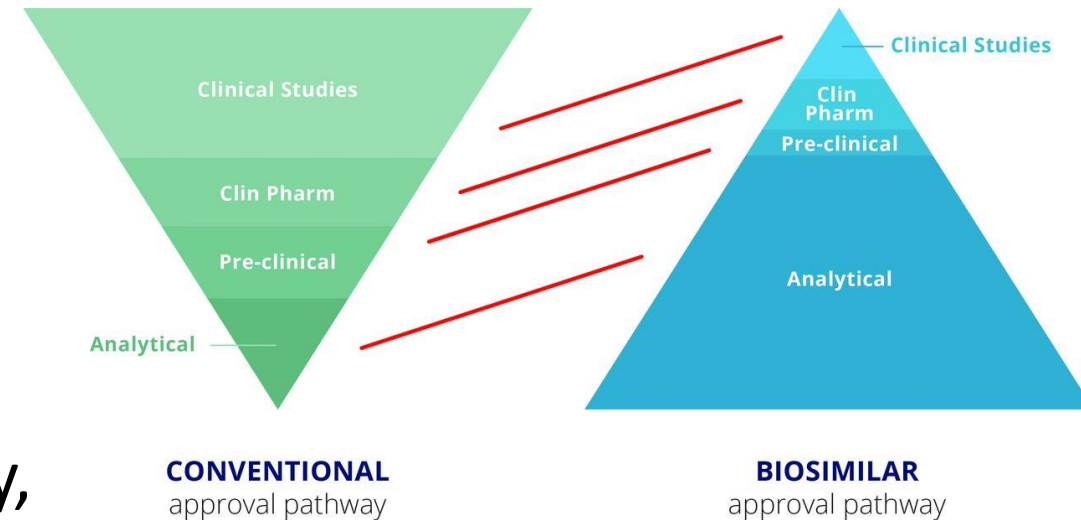 Clinical Studies
Clin Pharm
Pre-clinical
Analytical
CONVENTIONAL
approval pathway
Clinical Studies
Clin
Pharm
Pre-clinical
Analytical
BIOSIMILAR
approval pathway
y,